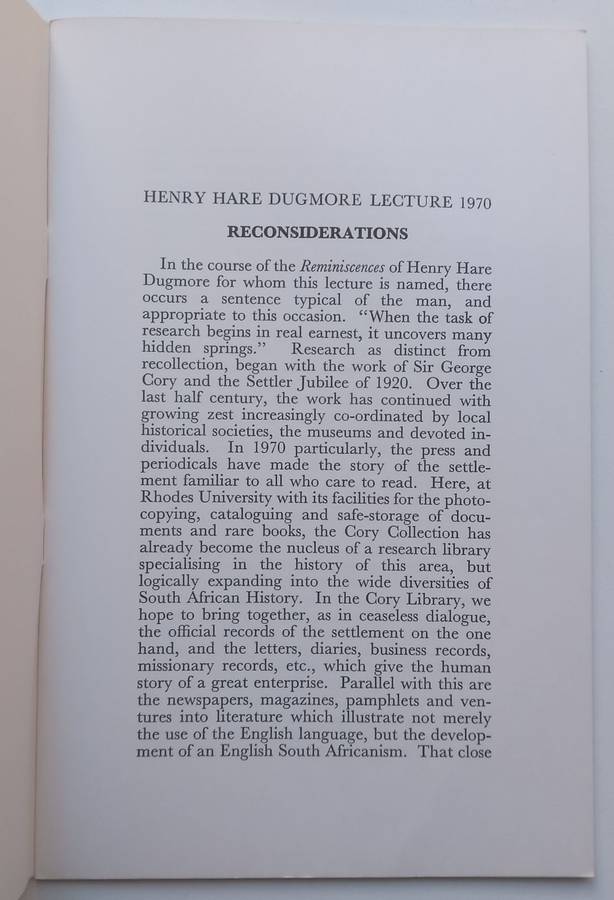 HENRY HARE DUGMORE LECTURE 1970
RECONSIDERATIONS
In the course of the Reminiscences of Henry Hare
Dugmore for whom this lecture is named, there
occurs a sentence typical of the man, and
appropriate to this occasion. “When the task of
research begins in real earnest, it uncovers many
hidden springs.” Research as distinct from
recollection, began with the work of Sir George
Cory and the Settler Jubilee of 1920. Over the
last half century, the work has continued with
growing zest increasingly co-ordinated by local
historical societies, the museums and devoted in-
dividuals. In 1970 particularly, the press and
periodicals have made the story of the settle-
ment familiar to all who care to read. Here, at
Rhodes University with its facilities for the photo-
copying, cataloguing and safe-storage of docu-
ments and rare books, the Cory Collection has
already become the nucleus of a research library
specialising in the history of this area, but
logically expanding into the wide diversities of
South African History. In the Cory Library, we
hope to bring together, as in ceaseless dialogue,
the official records of the settlement on the one
hand, and the letters, diaries, business records,
missionary records, etc., which give the human
story of a great enterprise. Parallel with this are
the newspapers, magazines, pamphlets and ven-
tures into literature which illustrate not merely
the use of the English language, but the develop-
ment of an English South Africanism. That close